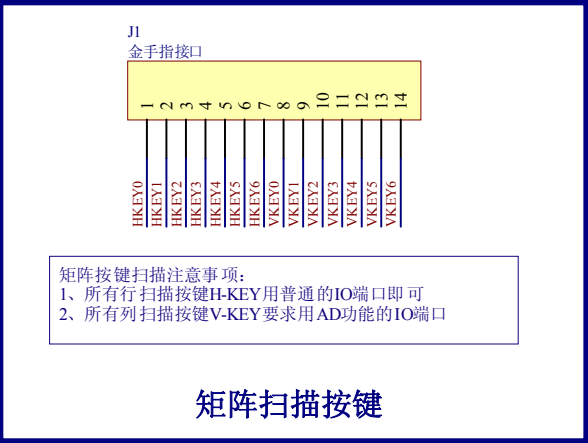 J1
金手指接口
1 2 3 4 5 6 7 8 9 10 11 12 13 14
HKEY0 HKEY1 HKEY2 HKEY3 HKEY4 HKEY5 HKEY6 VKEY0 VKEY1 VKEY2 VKEY3 VKEY4 VKEY5 VKEY6
矩阵按键扫描注意事项：
1、所有行扫描按键H-KEY用普通的IO端口即可
2、所有列扫描按键V-KEY要求用AD功能的IO端口
矩阵扫描按键